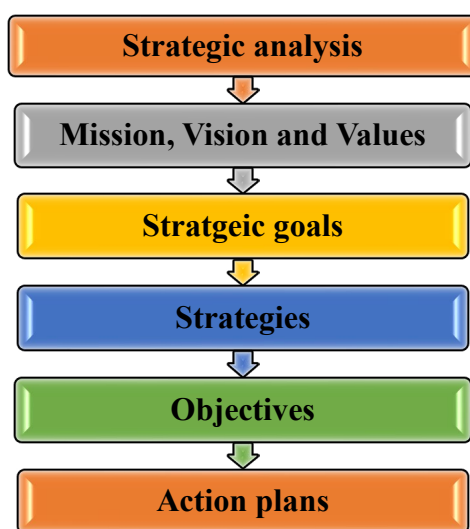 Strategic analysis
Mission, Vision and Values
Stratgeic goals
Strategies
Objectives
Action plans